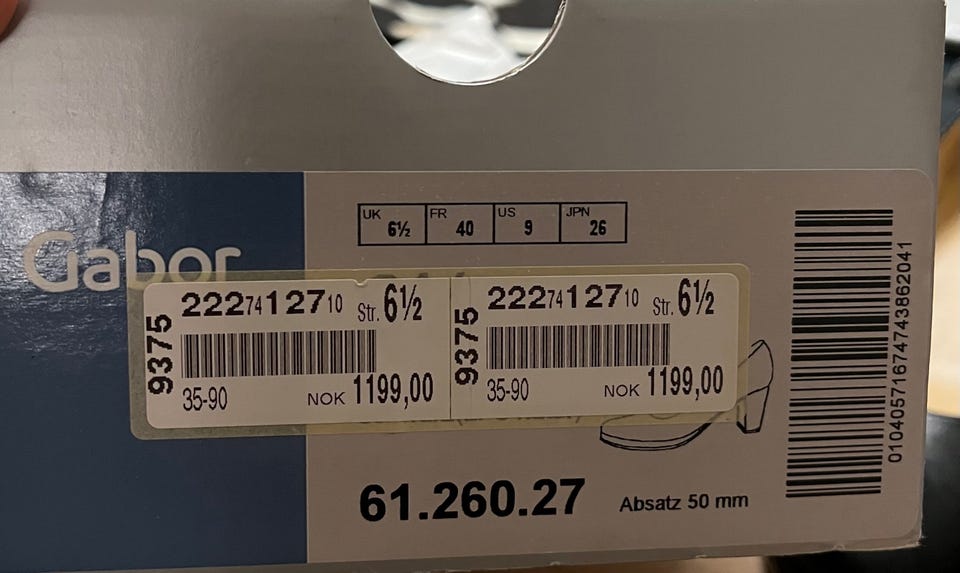 UK 6½ FR 40 US 9 JPN 26
Gabor
222 74 127 10 Str. 6½
9375
35-90 NOK 1199,00
222 74 127 10 Str. 6½
9375
35-90 NOK 1199,00
61.260.27 Absatz 50 mm
01040571674743862041